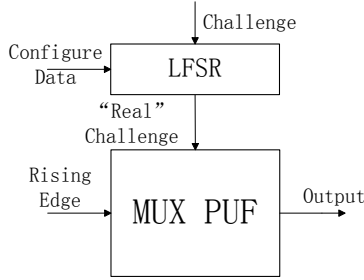 Challenge
Configure
Data
LFSR
“Real”
Challenge
Rising
Edge
MUX PUF
Output